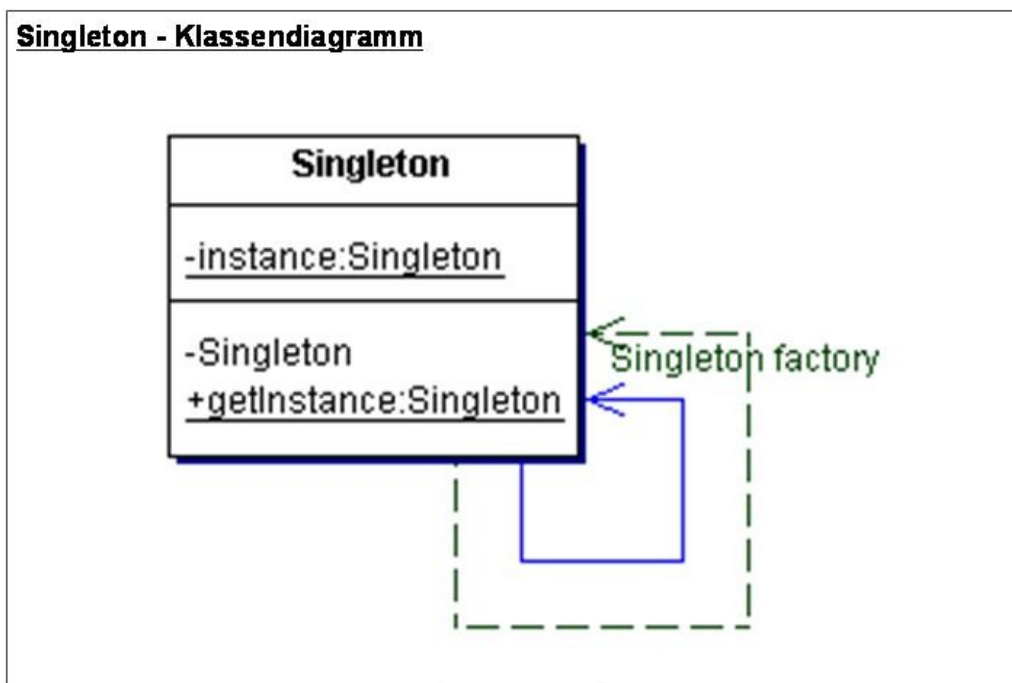 Singleton - Klassendiagramm
Singleton
-instance:Singleton
-Singleton
+getInstance:Singleton
Singleton factory